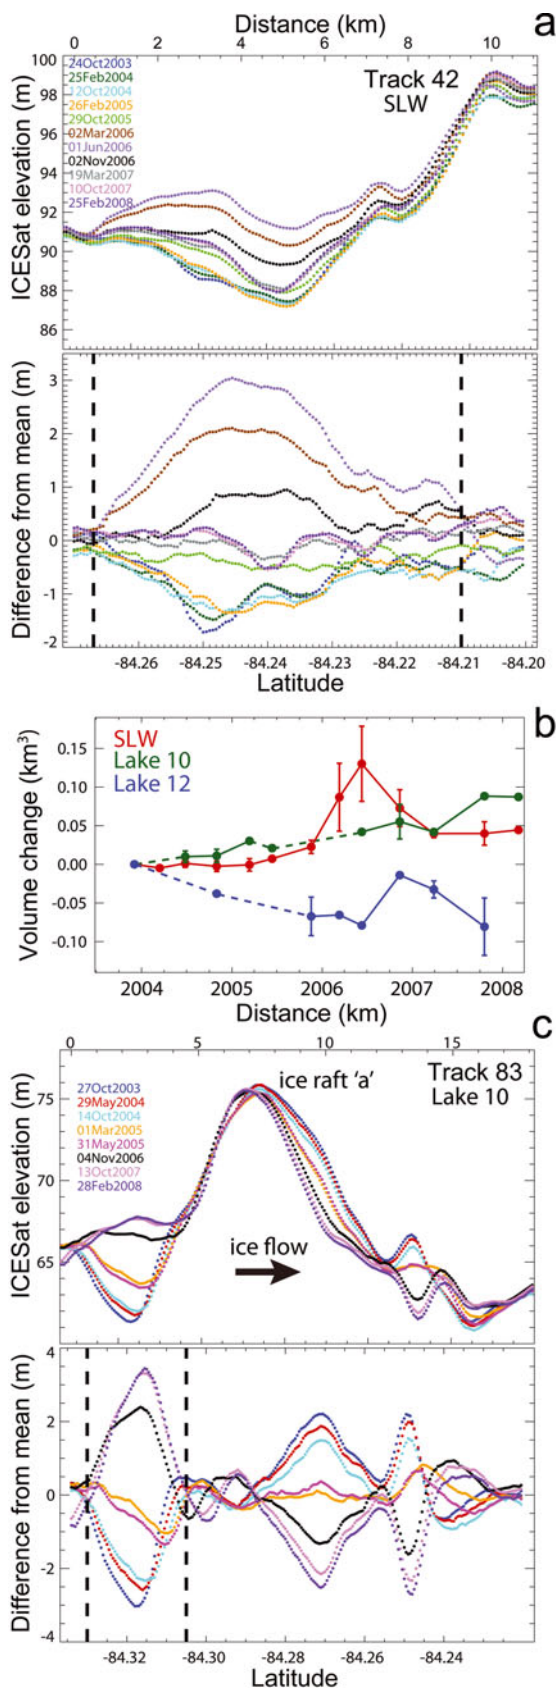 a
Distance (km)
0 2 4 6 8 10
24Oct2003
25Feb2004
12Oct2004
26Feb2005
29Oct2005
02Mar2006
01Jun2006
02Nov2006
19Mar2007
10Oct2007
25Feb2008
Track 42
SLW
ICESat elevation (m)
100
98
96
94
92
90
88
86
Difference from mean (m)
3
2
1
0
-1
-2
-84.26 -84.25 -84.24 -84.23 -84.22 -84.21 -84.20
Latitude
b
SLW
Lake 10
Lake 12
Volume change (km³)
0.15
0.10
0.05
0.00
-0.05
-0.10
2004 2005 2006 2007 2008
Distance (km)
c
0 5 10 15
27Oct2003
29May2004
14Oct2004
01Mar2005
31May2005
04Nov2006
13Oct2007
28Feb2008
ice raft 'a'
Track 83
Lake 10
ice flow
ICESat elevation (m)
75
70
65
Difference from mean (m)
4
2
0
-2
-4
-84.32 -84.30 -84.28 -84.26 -84.24
Latitude